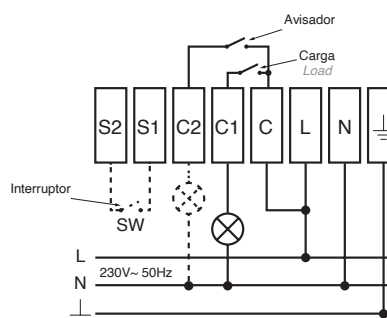 Avisador
Carga
Load
S2 S1 C2 C1 C L N
Interruptor
SW
L
230V~ 50Hz
N